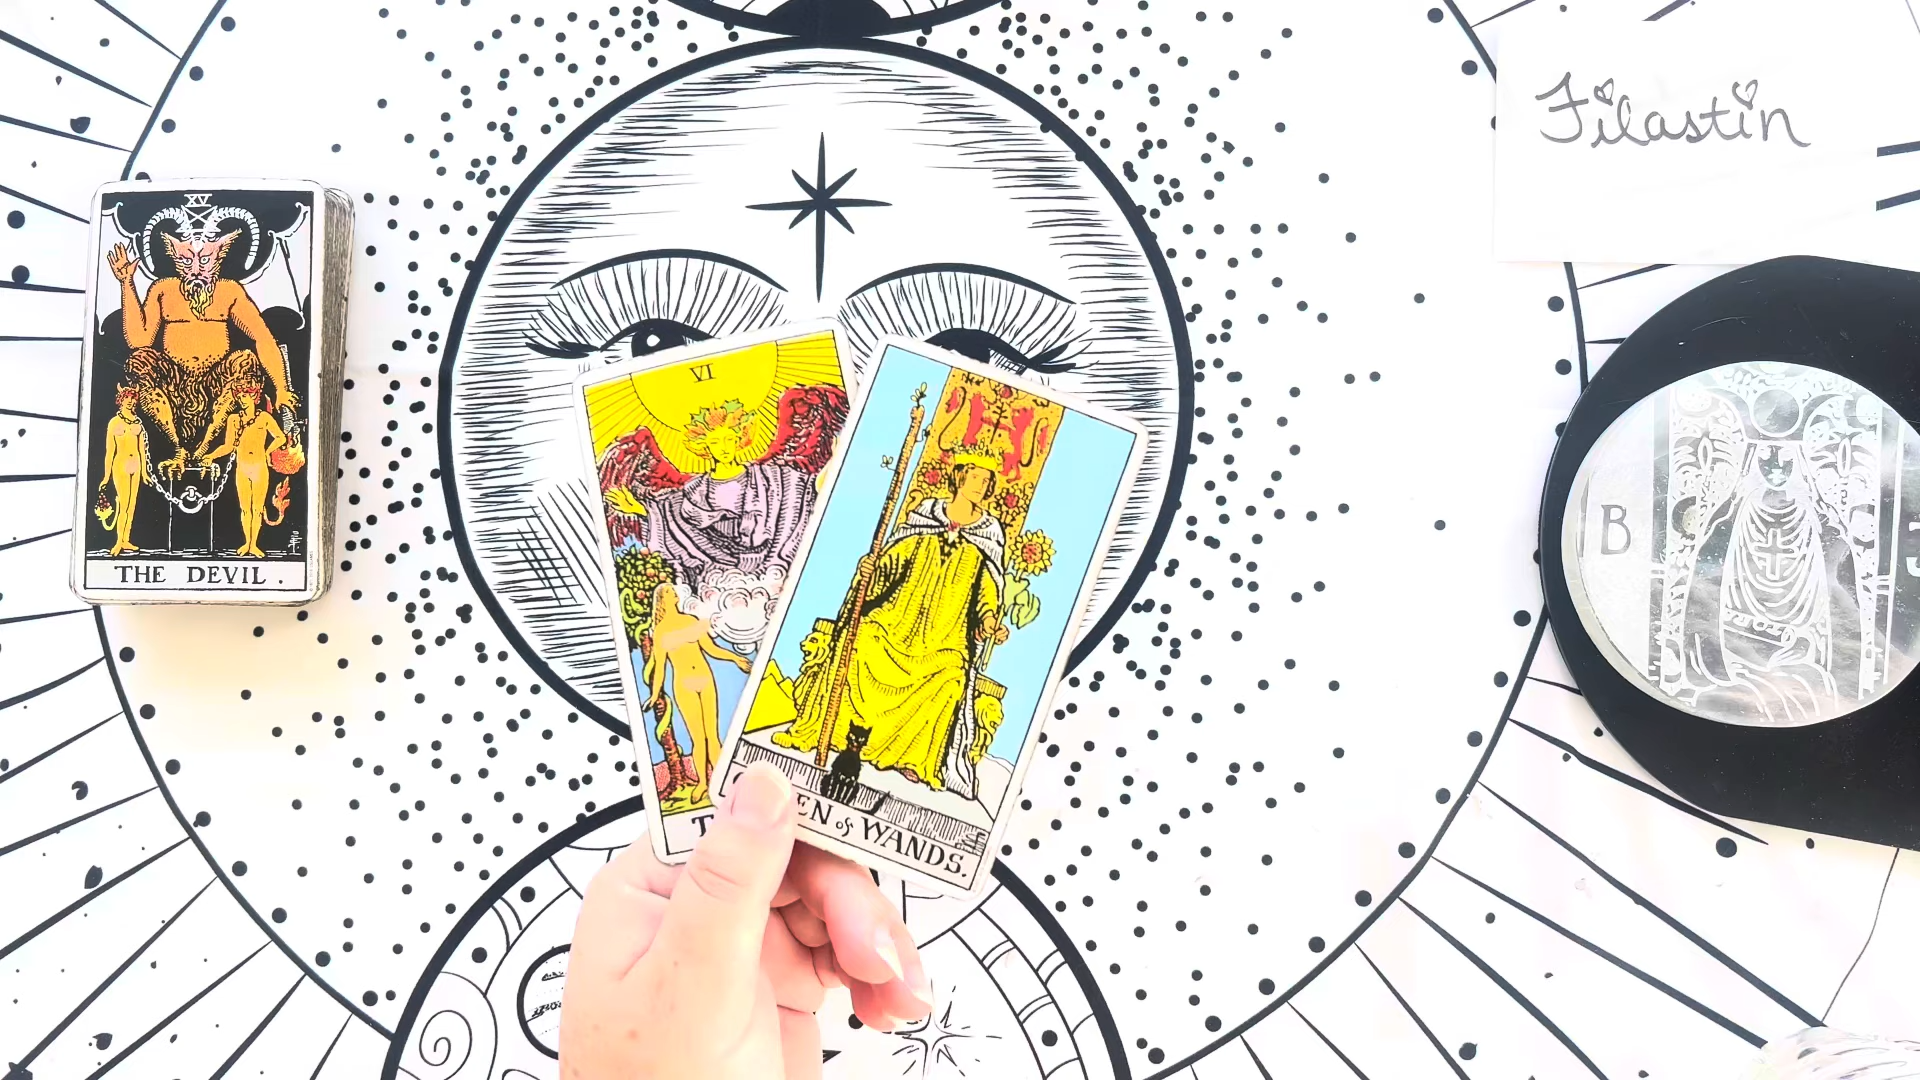 XV
THE DEVIL.
VI
T
EN of WANDS.
Filastin
B
J